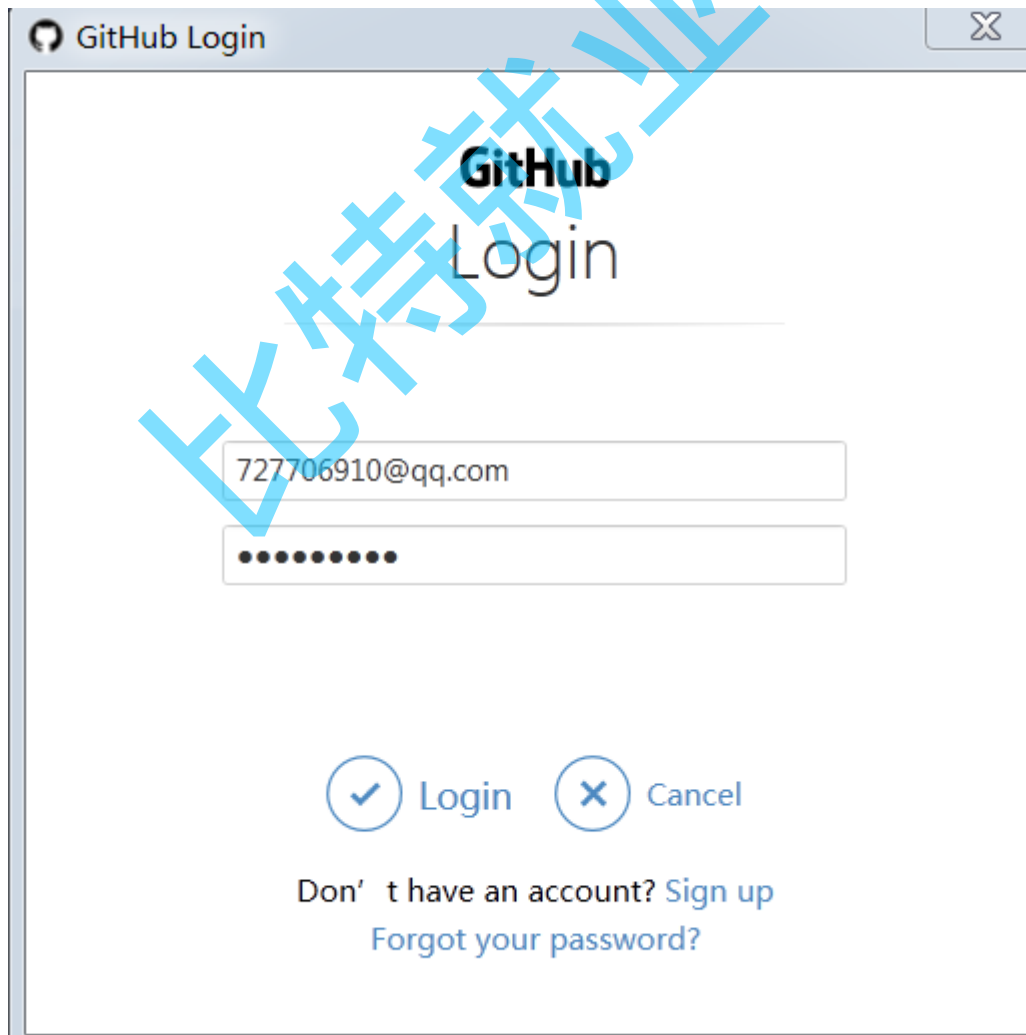 GitHub Login
GitHub
Login
727706910@qq.com
•••••••••
Login Cancel
Don't have an account? Sign up
Forgot your password?
比特就业